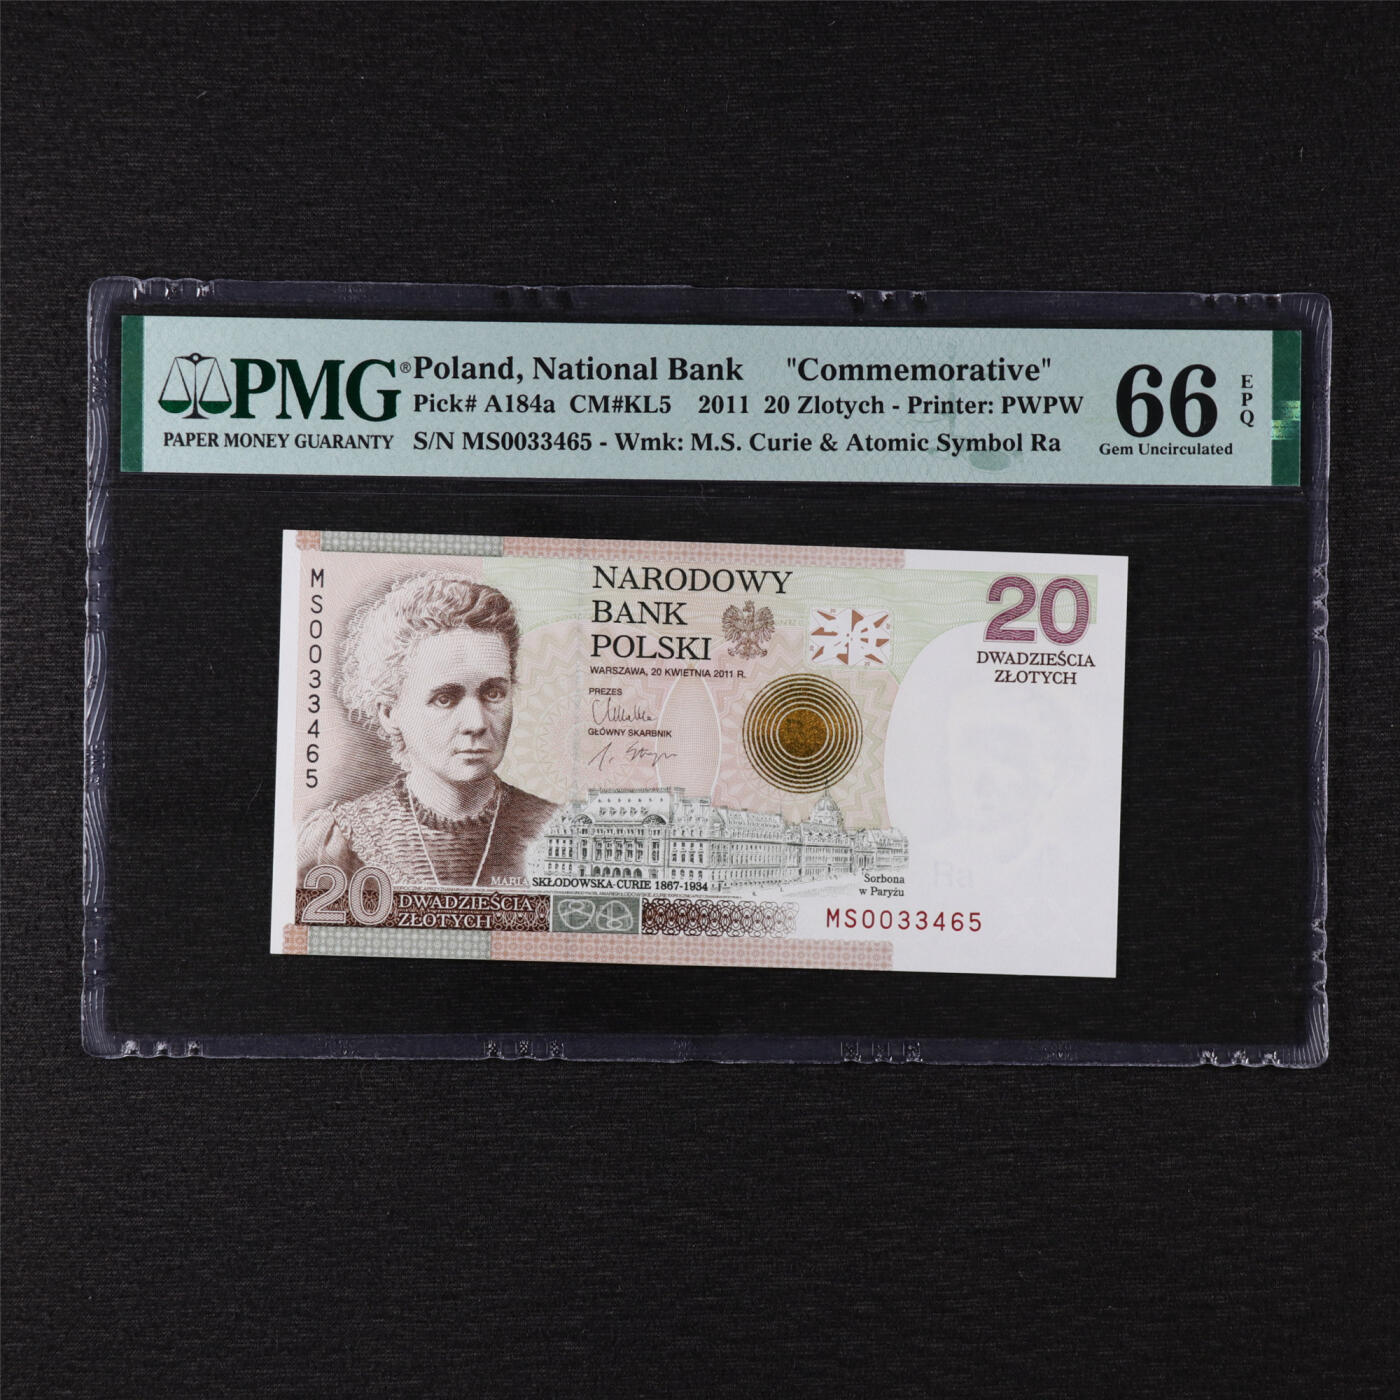 PMG®
PAPER MONEY GUARANTY
Poland, National Bank "Commemorative"
Pick# A184a CM#KL5 2011 20 Zlotych - Printer: PWPW
S/N MS0033465 - Wmk: M.S. Curie & Atomic Symbol Ra
66
EPQ
Gem Uncirculated
MS0033465
NARODOWY
BANK
POLSKI
WARSZAWA, 20 KWIETNIA 2011 R.
PREZES
GŁÓWNY SKARBNIK
20
DWADZIEŚCIA
ZŁOTYCH
MARIA SKŁODOWSKA-CURIE 1867-1934
Sorbona
w Paryżu
Ra
20
DWADZIEŚCIA
ZŁOTYCH
MS0033465